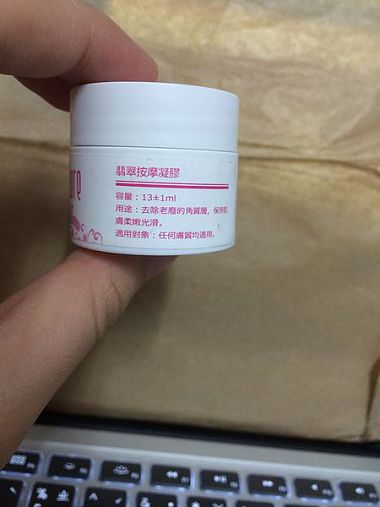 翡翠按摩凝膠
容量：13±1ml
用途：去除老廢的角質層，保持肌
膚柔嫩光滑。
適用對象：任何膚質均適用。